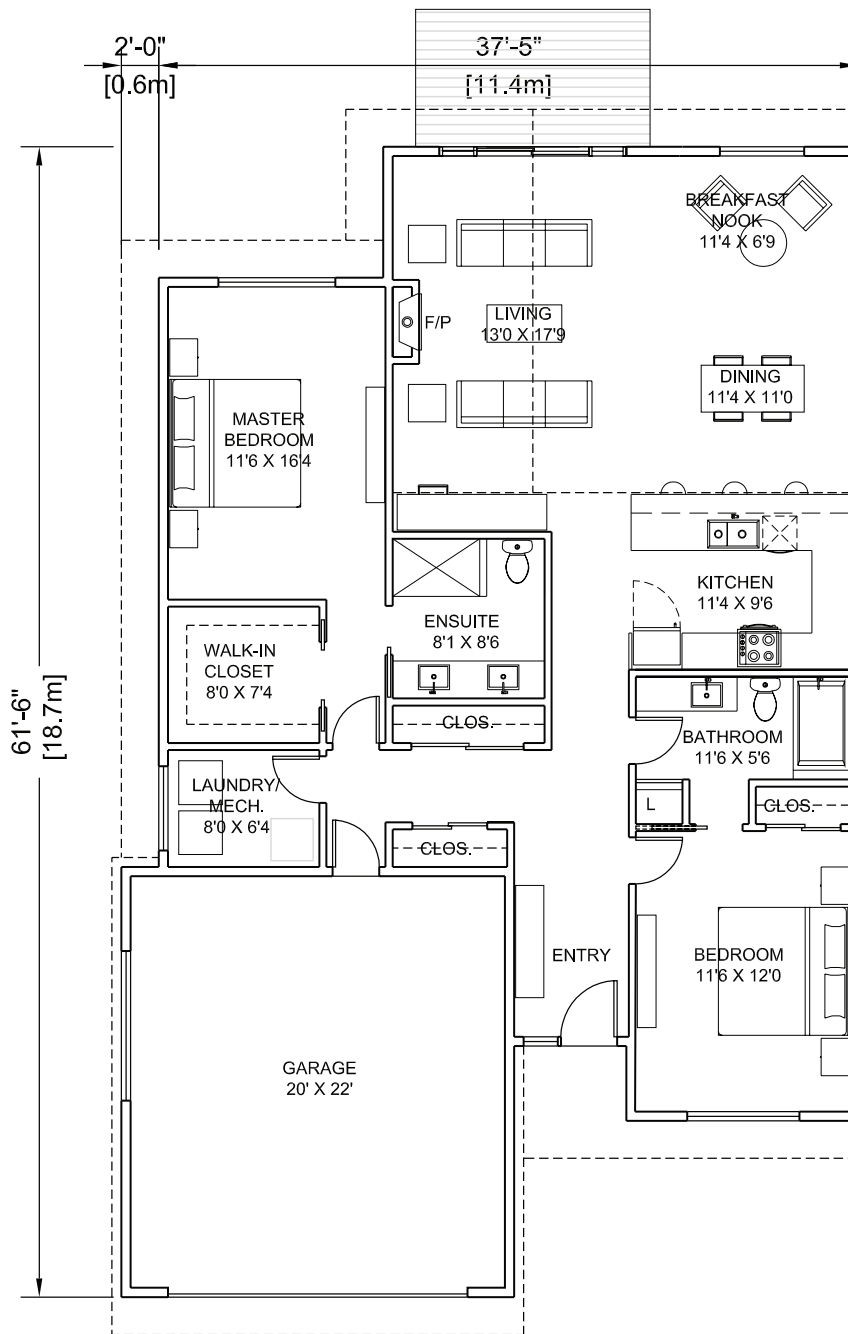 2'-0"
[0.6m]
37'-5"
[11.4m]
61'-6"
[18.7m]
BREAKFAST
NOOK
11'4 X 6'9
F/P
LIVING
13'0 X 17'9
DINING
11'4 X 11'0
MASTER
BEDROOM
11'6 X 16'4
KITCHEN
11'4 X 9'6
ENSUITE
8'1 X 8'6
WALK-IN
CLOSET
8'0 X 7'4
CLOS.
BATHROOM
11'6 X 5'6
LAUNDRY/
MECH.
8'0 X 6'4
L
CLOS.
CLOS.
ENTRY
BEDROOM
11'6 X 12'0
GARAGE
20' X 22'